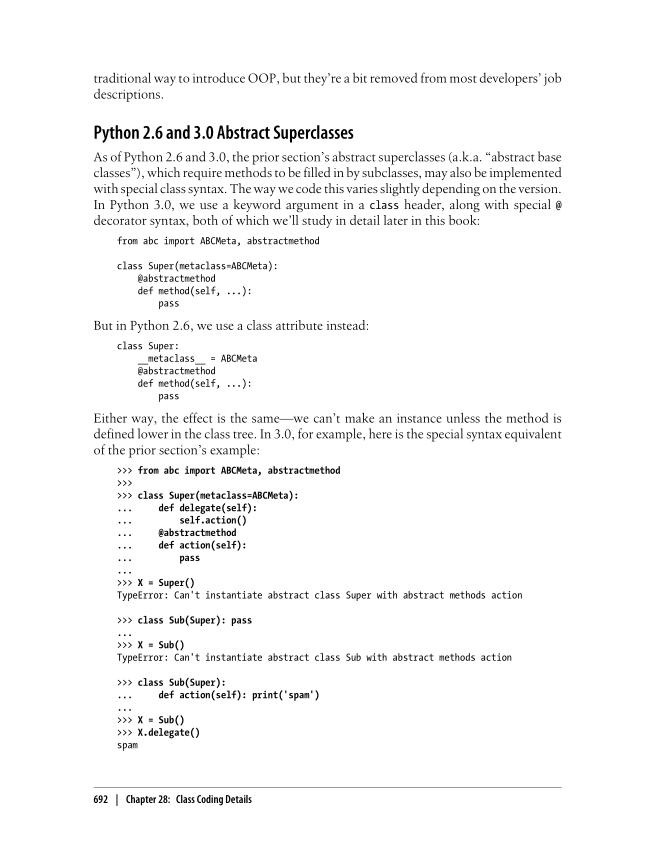 traditional way to introduce OOP, but they're a bit removed from most developers' job
descriptions.
Python 2.6 and 3.0 Abstract Superclasses
As of Python 2.6 and 3.0, the prior section's abstract superclasses (a.k.a. “abstract base
classes”), which require methods to be filled in by subclasses, may also be implemented
with special class syntax. The way we code this varies slightly depending on the version.
In Python 3.0, we use a keyword argument in a class header, along with special @
decorator syntax, both of which we'll study in detail later in this book:
from abc import ABCMeta, abstractmethod
class Super(metaclass=ABCMeta):
    @abstractmethod
    def method(self, ...):
        pass
But in Python 2.6, we use a class attribute instead:
class Super:
    __metaclass__ = ABCMeta
    @abstractmethod
    def method(self, ...):
        pass
Either way, the effect is the same—we can't make an instance unless the method is
defined lower in the class tree. In 3.0, for example, here is the special syntax equivalent
of the prior section's example:
>>> from abc import ABCMeta, abstractmethod
>>>
>>> class Super(metaclass=ABCMeta):
...     def delegate(self):
...         self.action()
...     @abstractmethod
...     def action(self):
...         pass
...
>>> X = Super()
TypeError: Can't instantiate abstract class Super with abstract methods action
>>> class Sub(Super): pass
...
>>> X = Sub()
TypeError: Can't instantiate abstract class Sub with abstract methods action
>>> class Sub(Super):
...     def action(self): print('spam')
...
>>> X = Sub()
>>> X.delegate()
spam
692 | Chapter 28: Class Coding Details